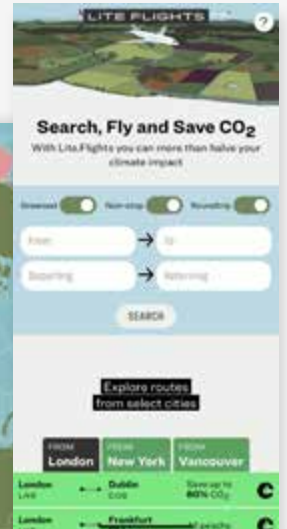 LITE FLIGHTS
?
Search, Fly and Save CO2
With Lite.Flights you can more than halve your
climate impact
Greenest Non-stop Roundtrip
From → To
Departing → Returning
SEARCH
Explore routes
from select cities
FROM FROM FROM
London New York Vancouver
London Dublin Save up to
60% CO2
London Frankfurt